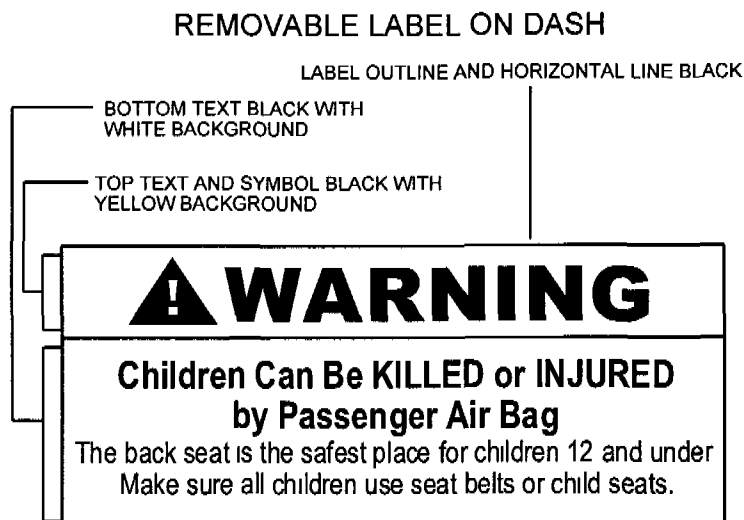 REMOVABLE LABEL ON DASH
LABEL OUTLINE AND HORIZONTAL LINE BLACK
BOTTOM TEXT BLACK WITH
WHITE BACKGROUND
TOP TEXT AND SYMBOL BLACK WITH
YELLOW BACKGROUND
WARNING
Children Can Be KILLED or INJURED
by Passenger Air Bag
The back seat is the safest place for children 12 and under
Make sure all children use seat belts or child seats.